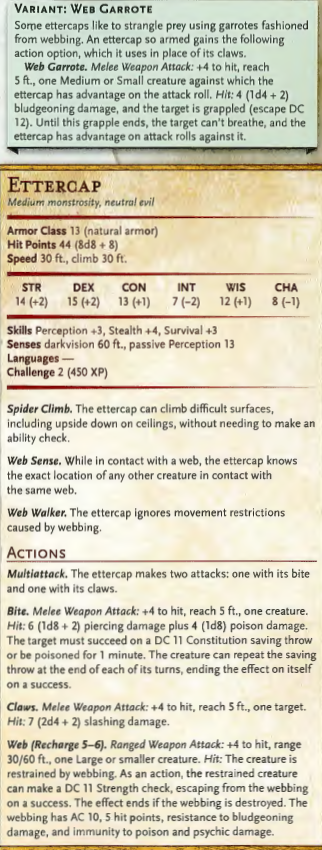 VARIANT: WEB GARROTE
Some ettercaps like to strangle prey using garrotes fashioned
from webbing. An ettercap so armed gains the following
action option, which it uses in place of its claws.
Web Garrote. Melee Weapon Attack: +4 to hit, reach
5 ft., one Medium or Small creature against which the
ettercap has advantage on the attack roll. Hit: 4 (1d4 + 2)
bludgeoning damage, and the target is grappled (escape DC
12). Until this grapple ends, the target can't breathe, and the
ettercap has advantage on attack rolls against it.
ETTERCAP
Medium monstrosity, neutral evil
Armor Class 13 (natural armor)
Hit Points 44 (8d8 + 8)
Speed 30 ft., climb 30 ft.
STR DEX CON INT WIS CHA
14 (+2) 15 (+2) 13 (+1) 7 (−2) 12 (+1) 8 (−1)
Skills Perception +3, Stealth +4, Survival +3
Senses darkvision 60 ft., passive Perception 13
Languages —
Challenge 2 (450 XP)
Spider Climb. The ettercap can climb difficult surfaces,
including upside down on ceilings, without needing to make an
ability check.
Web Sense. While in contact with a web, the ettercap knows
the exact location of any other creature in contact with
the same web.
Web Walker. The ettercap ignores movement restrictions
caused by webbing.
ACTIONS
Multiattack. The ettercap makes two attacks: one with its bite
and one with its claws.
Bite. Melee Weapon Attack: +4 to hit, reach 5 ft., one creature.
Hit: 6 (1d8 + 2) piercing damage plus 4 (1d8) poison damage.
The target must succeed on a DC 11 Constitution saving throw
or be poisoned for 1 minute. The creature can repeat the saving
throw at the end of each of its turns, ending the effect on itself
on a success.
Claws. Melee Weapon Attack: +4 to hit, reach 5 ft., one target.
Hit: 7 (2d4 + 2) slashing damage.
Web (Recharge 5–6). Ranged Weapon Attack: +4 to hit, range
30/60 ft., one Large or smaller creature. Hit: The creature is
restrained by webbing. As an action, the restrained creature
can make a DC 11 Strength check, escaping from the webbing
on a success. The effect ends if the webbing is destroyed. The
webbing has AC 10, 5 hit points, resistance to bludgeoning
damage, and immunity to poison and psychic damage.